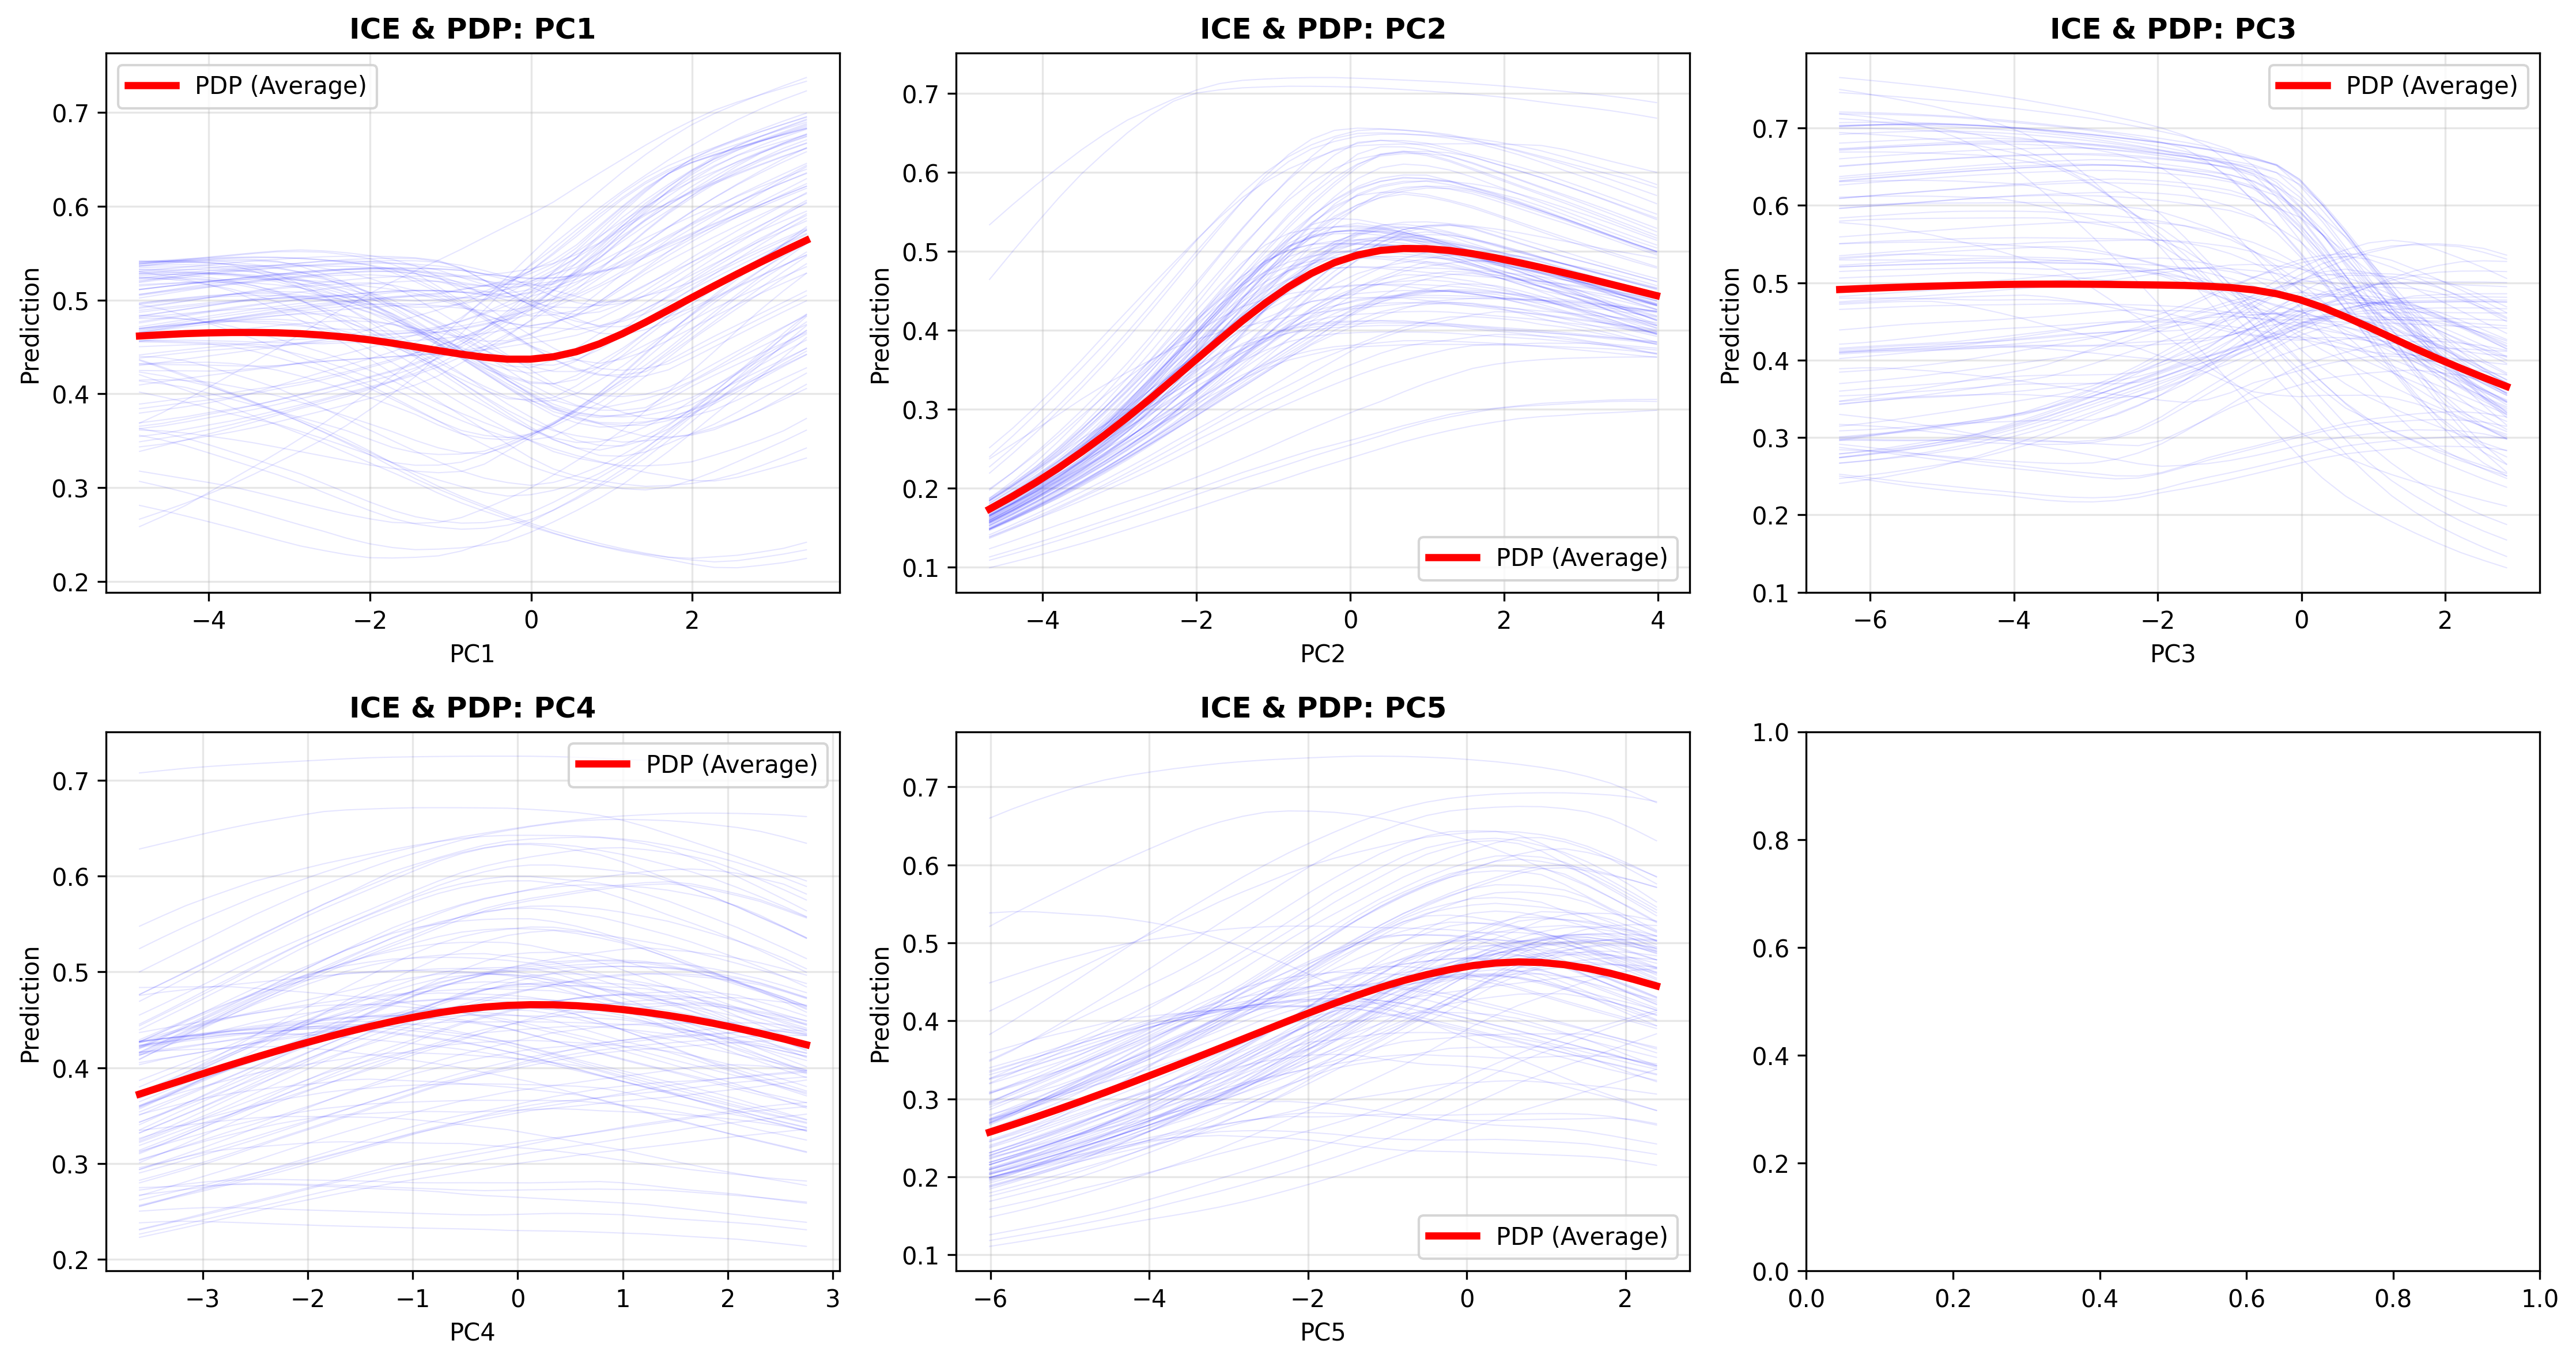 ICE & PDP: PC1
PDP (Average)
Prediction
0.7
0.6
0.5
0.4
0.3
0.2
−4 −2 0 2
PC1
ICE & PDP: PC2
PDP (Average)
Prediction
0.7
0.6
0.5
0.4
0.3
0.2
0.1
−4 −2 0 2 4
PC2
ICE & PDP: PC3
PDP (Average)
Prediction
0.7
0.6
0.5
0.4
0.3
0.2
0.1
−6 −4 −2 0 2
PC3
ICE & PDP: PC4
PDP (Average)
Prediction
0.7
0.6
0.5
0.4
0.3
0.2
−3 −2 −1 0 1 2 3
PC4
ICE & PDP: PC5
PDP (Average)
Prediction
0.7
0.6
0.5
0.4
0.3
0.2
0.1
−6 −4 −2 0 2
PC5
1.0
0.8
0.6
0.4
0.2
0.0
0.0 0.2 0.4 0.6 0.8 1.0